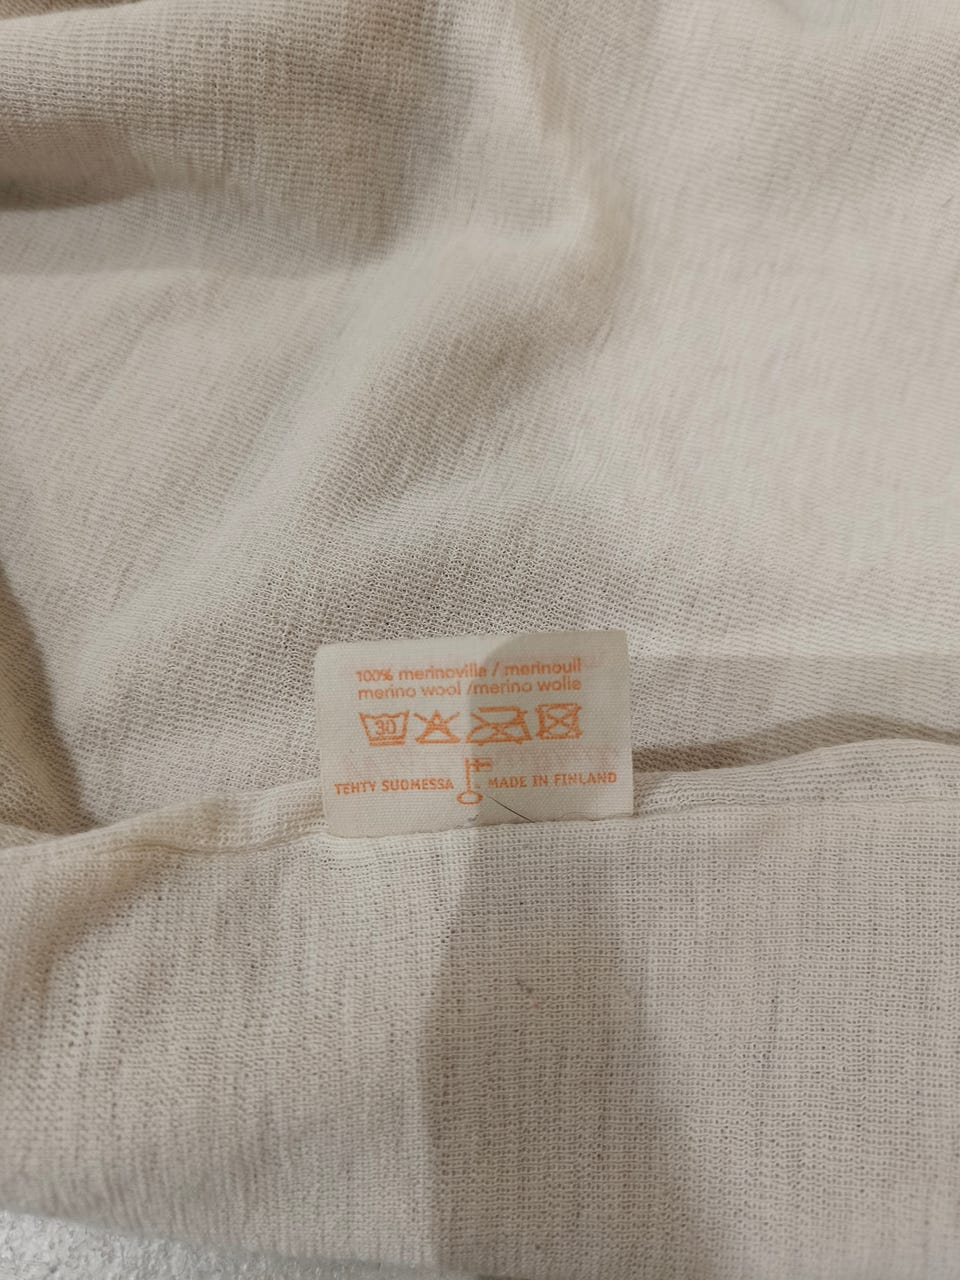 100% merinovilla / merinoull
merino wool / merino wolle
30
TEHTY SUOMESSA MADE IN FINLAND